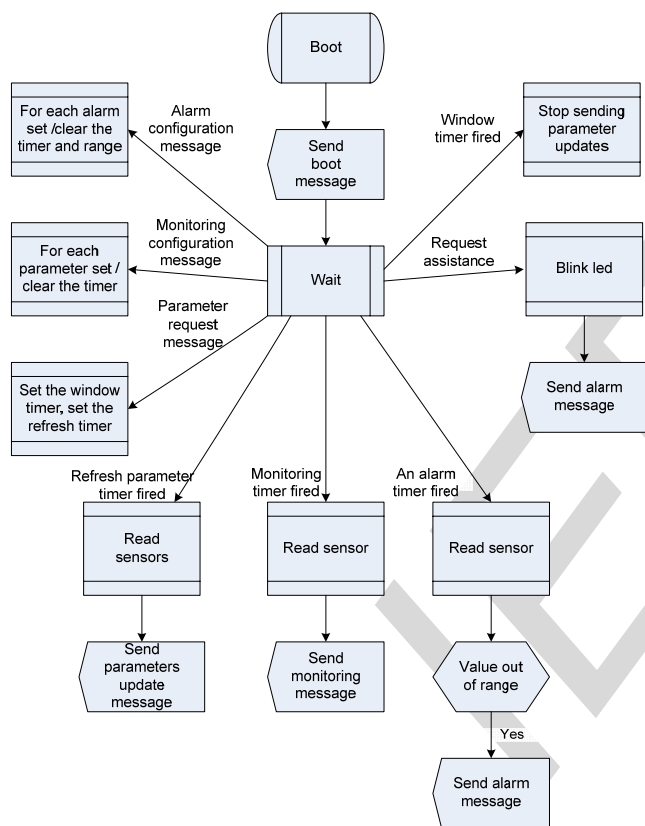 Boot
For each alarm
set /clear the
timer and range
Alarm
configuration
message
Send
boot
message
Window
timer fired
Stop sending
parameter
updates
For each
parameter set /
clear the timer
Monitoring
configuration
message
Wait
Request
assistance
Blink led
Parameter
request
message
Set the window
timer, set the
refresh timer
Send alarm
message
Refresh parameter
timer fired
Monitoring
timer fired
An alarm
timer fired
Read
sensors
Read sensor
Read sensor
Send
parameters
update
message
Send
monitoring
message
Value out
of range
Yes
Send alarm
message